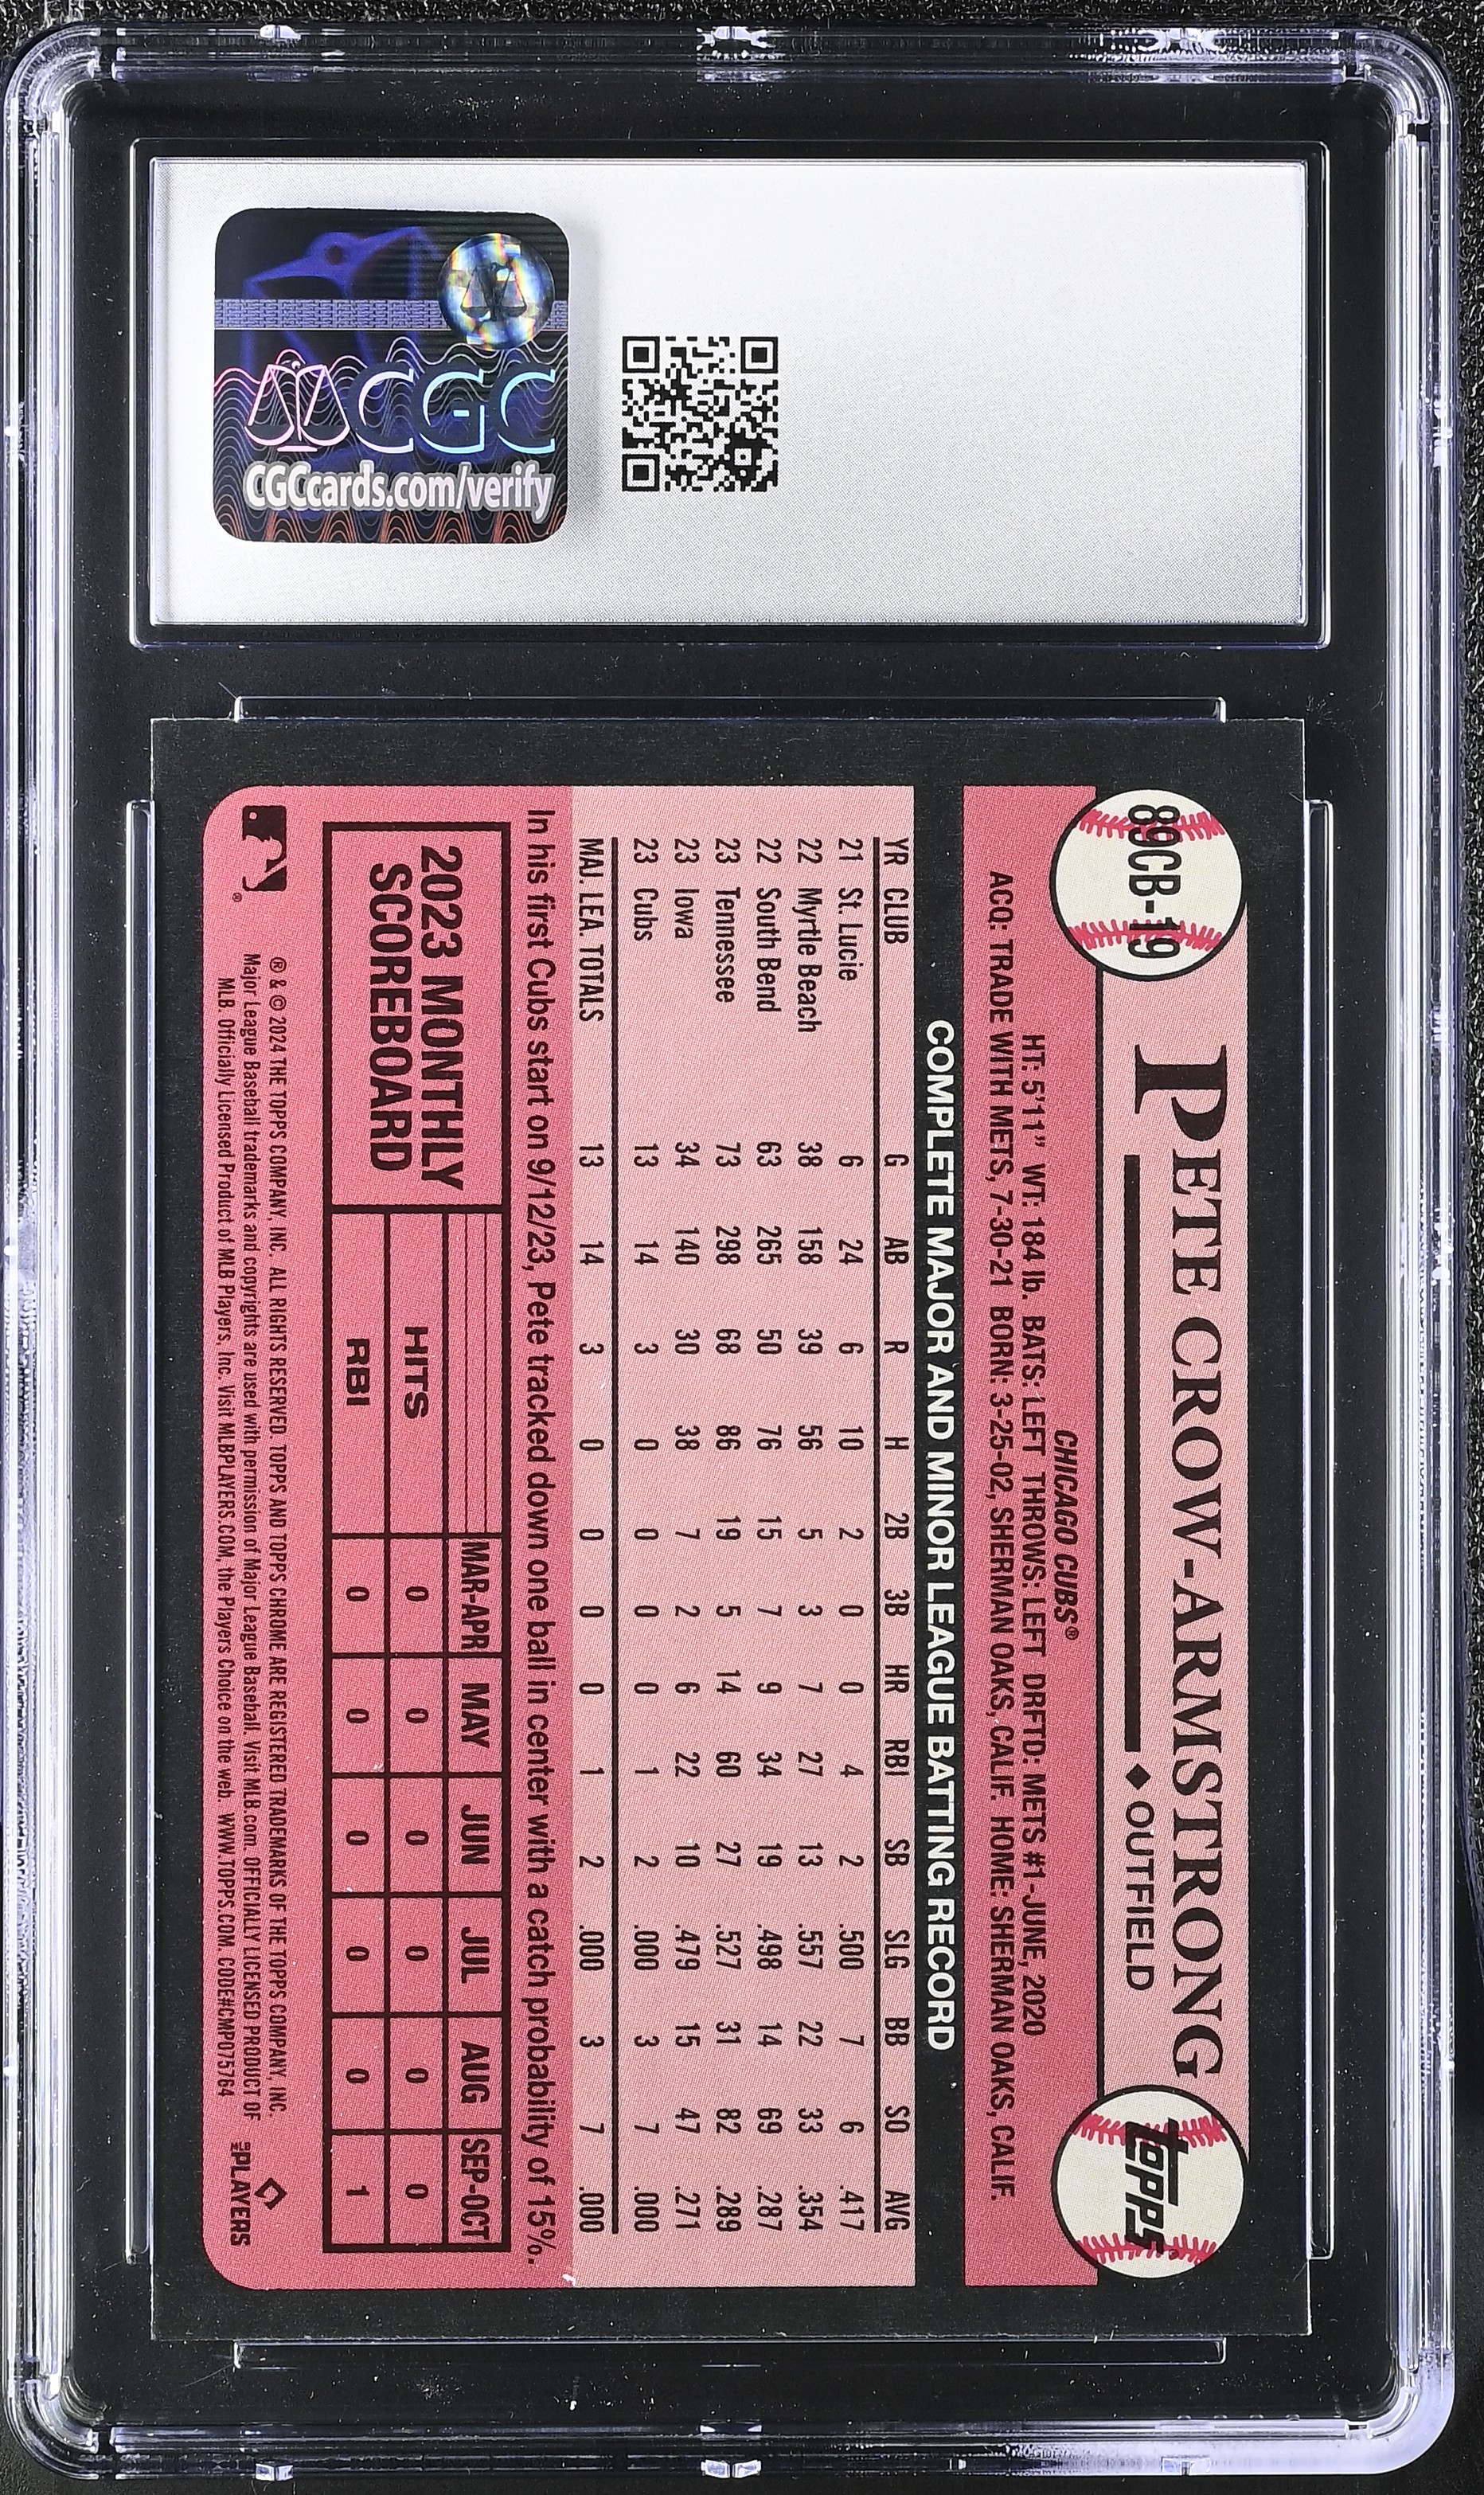 CGC
CGCcards.com/verify
89CB-19
PETE CROW-ARMSTRONG
OUTFIELD
topps.
CHICAGO CUBS®
HT: 5'11" WT: 184 lb. BATS: LEFT THROWS: LEFT DRFTD: METS #1-JUNE, 2020
ACQ: TRADE WITH METS, 7-30-21 BORN: 3-25-02, SHERMAN OAKS, CALIF. HOME: SHERMAN OAKS, CALIF.
COMPLETE MAJOR AND MINOR LEAGUE BATTING RECORD
YR CLUB G AB R H 2B 3B HR RBI SB SLG BB SO AVG
21 St. Lucie 6 24 6 10 2 0 0 4 2 .500 7 6 .417
22 Myrtle Beach 38 158 39 56 5 3 7 27 13 .557 22 33 .354
22 South Bend 63 265 50 76 15 7 9 34 19 .498 14 69 .287
23 Tennessee 73 298 68 86 19 5 14 60 27 .527 31 82 .289
23 Iowa 34 140 30 38 7 2 6 22 10 .479 15 47 .271
23 Cubs 13 14 3 0 0 0 0 1 2 .000 3 7 .000
MAJ. LEA. TOTALS 13 14 3 0 0 0 0 1 2 .000 3 7 .000
In his first Cubs start on 9/12/23, Pete tracked down one ball in center with a catch probability of 15%.
2023 MONTHLY
SCOREBOARD
MAR-APR MAY JUN JUL AUG SEP-OCT
HITS 0 0 0 0 0 0
RBI 0 0 0 0 0 1
® & © 2024 THE TOPPS COMPANY, INC. ALL RIGHTS RESERVED. TOPPS AND TOPPS CHROME ARE REGISTERED TRADEMARKS OF THE TOPPS COMPANY, INC.
Major League Baseball trademarks and copyrights are used with permission of Major League Baseball. Visit MLB.com. OFFICIALLY LICENSED PRODUCT OF
MLB. Officially Licensed Product of MLB Players, Inc. Visit MLBPLAYERS.COM, the Players Choice on the web. WWW.TOPPS.COM. CODE#CMP075764
MLB PLAYERS